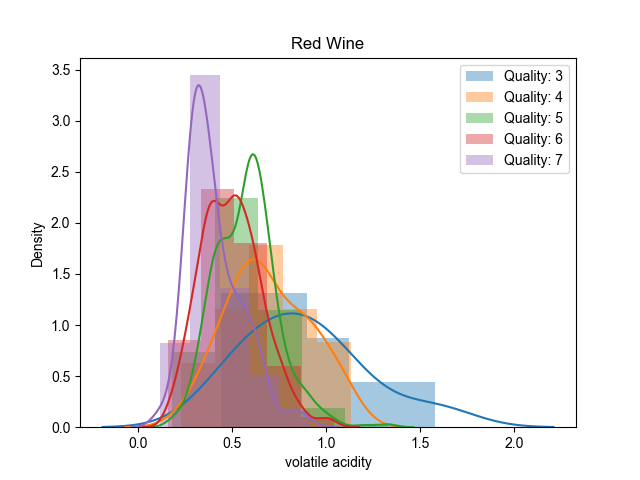 Red Wine
Density
3.5
3.0
2.5
2.0
1.5
1.0
0.5
0.0
Quality: 3
Quality: 4
Quality: 5
Quality: 6
Quality: 7
0.0 0.5 1.0 1.5 2.0
volatile acidity